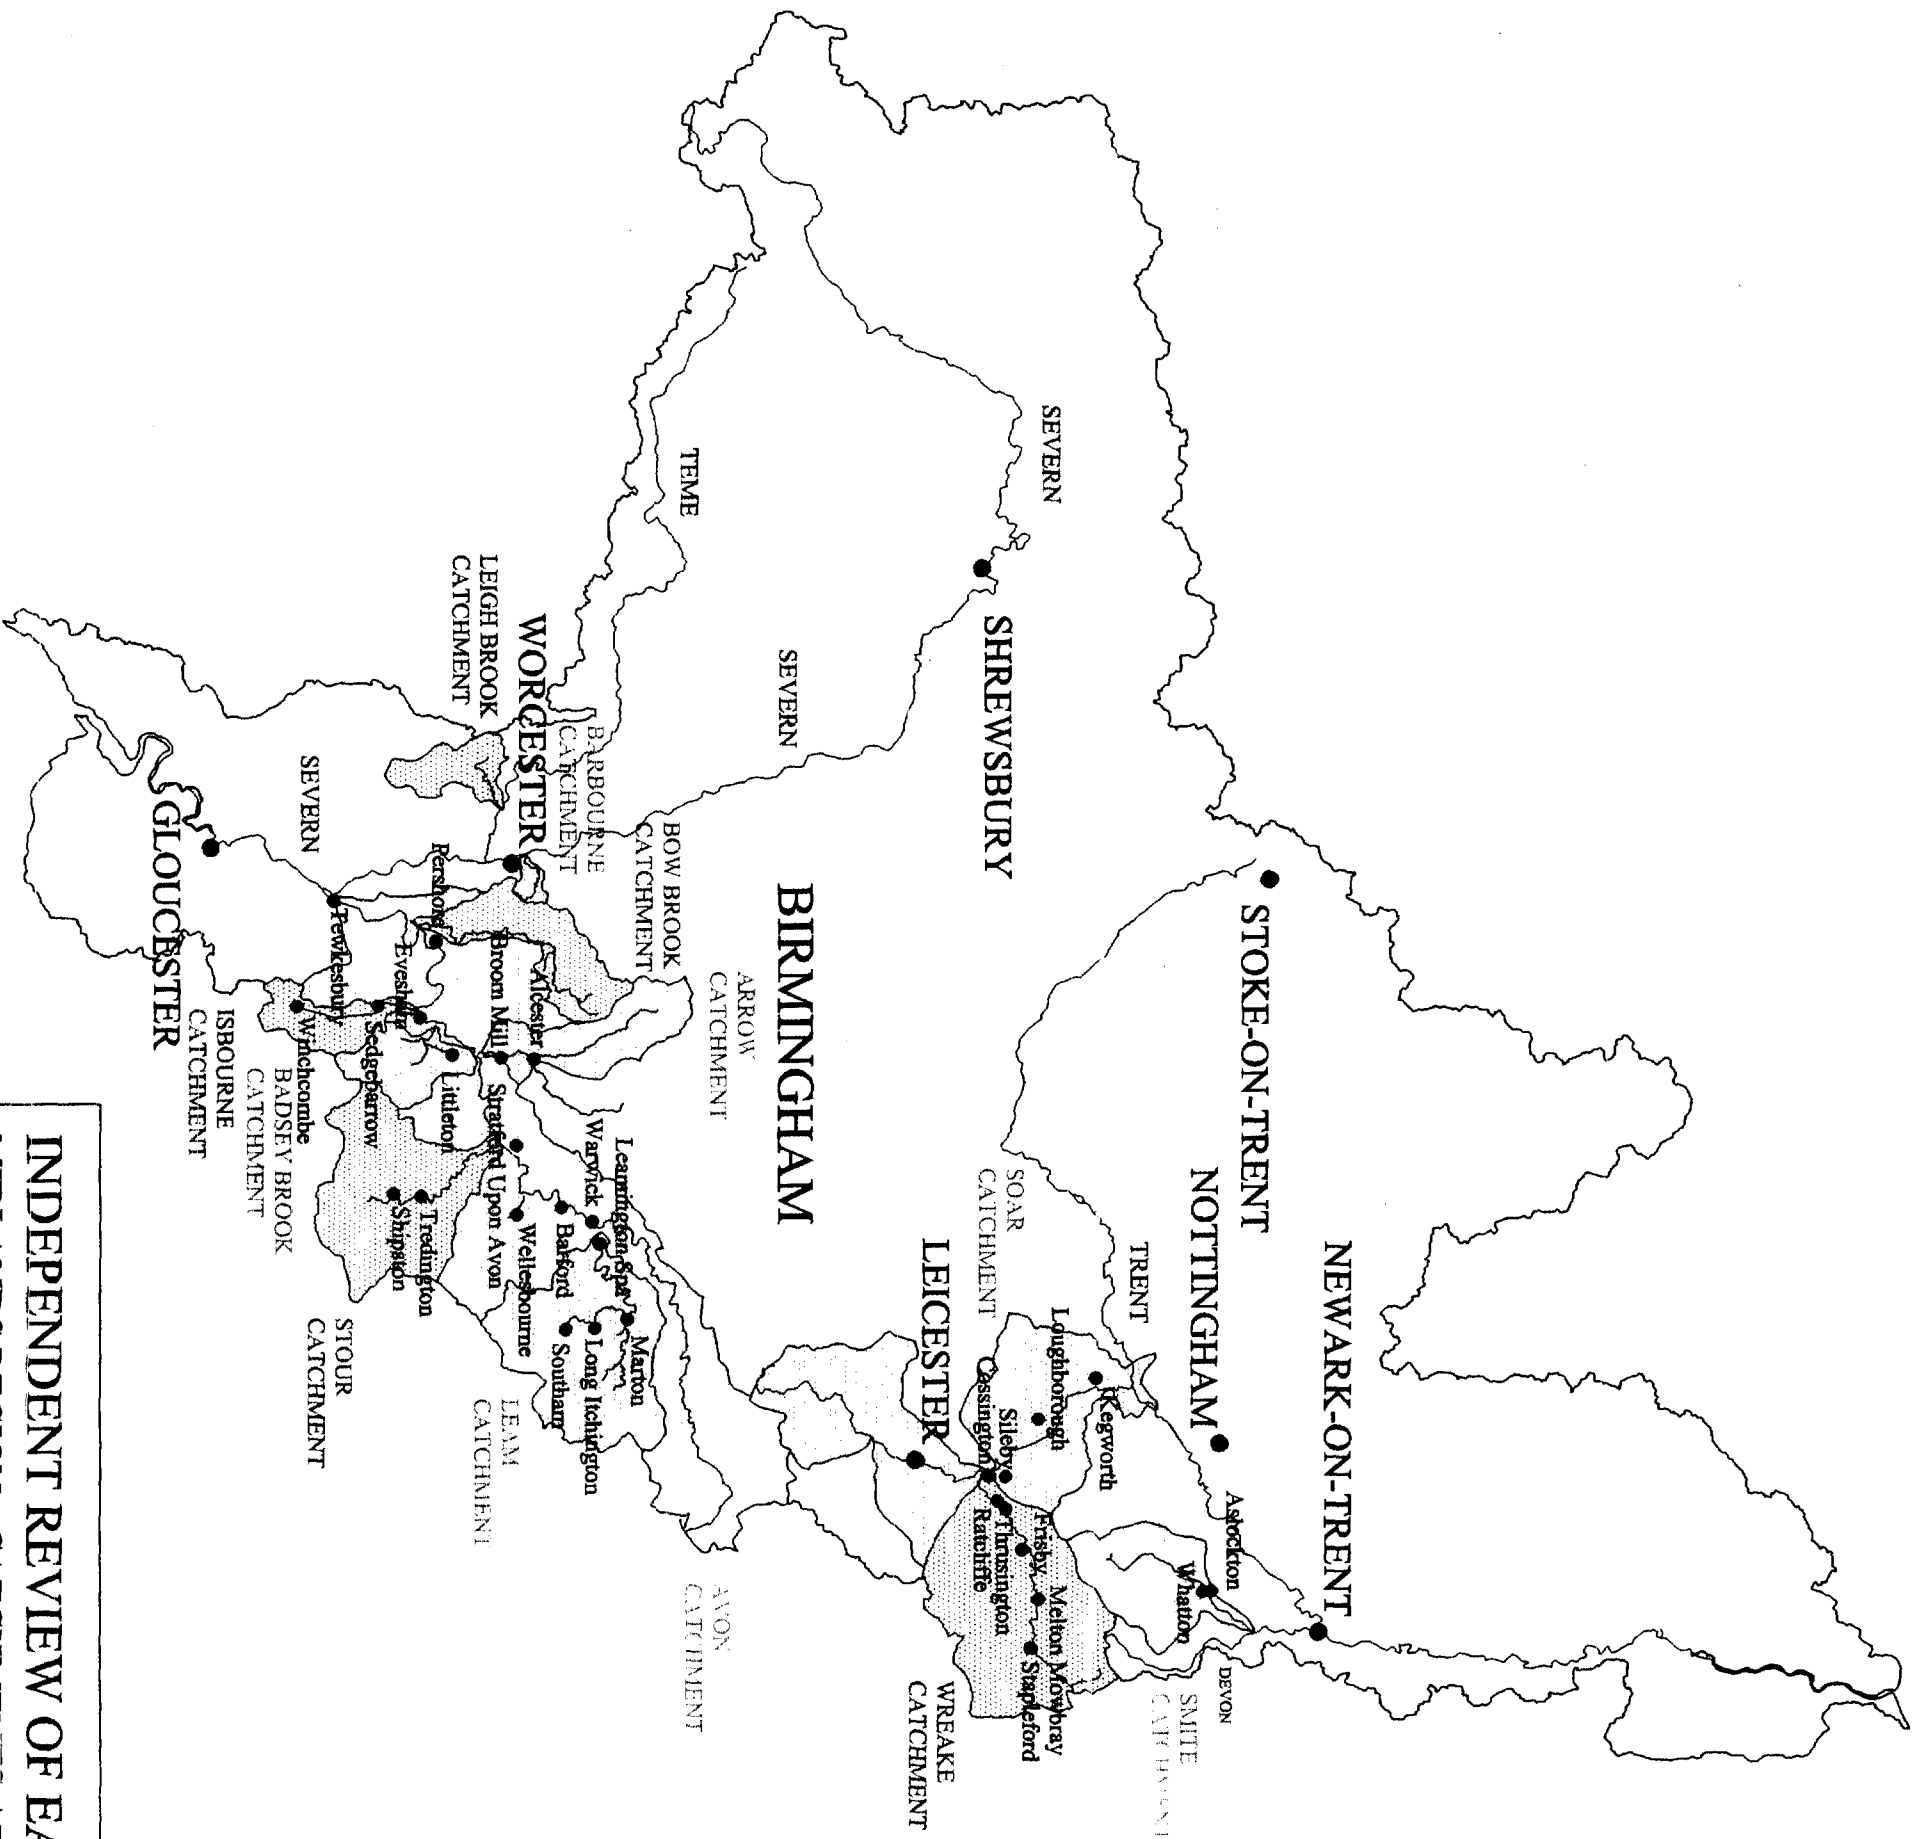 NEWARK-ON-TRENT
STOKE-ON-TRENT
NOTTINGHAM
Aslockton
Whatton
DEVON
SMITE
CATCHMENT
TRENT
Kegworth
Loughborough
SOAR
CATCHMENT
Sileby
Cossington
Frisby
Thrusington
Ratcliffe
Melton Mowbray
Stapleford
WREAKE
CATCHMENT
LEICESTER
SEVERN
SHREWSBURY
SEVERN
BIRMINGHAM
TEME
ARROW
CATCHMENT
BOW BROOK
CATCHMENT
BARBOURNE
CATCHMENT
WORCESTER
LEIGH BROOK
CATCHMENT
AVON
CATCHMENT
Leamington Spa
Warwick
Marton
Long Itchington
Southam
Barford
Wellesbourne
Alcester
Broom Mill
Stratford Upon Avon
LEAM
CATCHMENT
Pershore
Evesham
Littleton
Tredington
Shipston
Sedgebarrow
Tewkesbury
Winchcombe
STOUR
CATCHMENT
SEVERN
BADSEY BROOK
CATCHMENT
ISBOURNE
CATCHMENT
GLOUCESTER
INDEPENDENT REVIEW OF EA